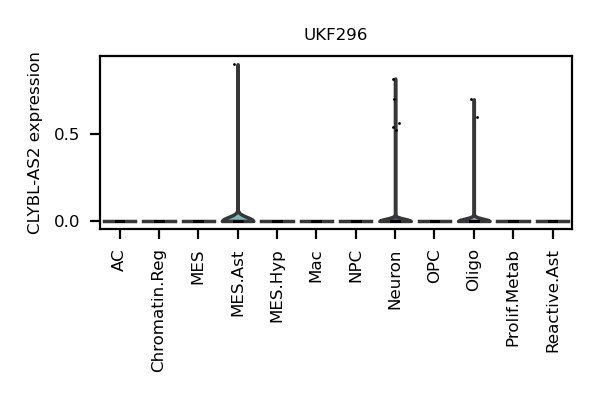 UKF296
CLYBL-AS2 expression
0.5
0.0
AC
Chromatin.Reg
MES
MES.Ast
MES.Hyp
Mac
NPC
Neuron
OPC
Oligo
Prolif.Metab
Reactive.Ast